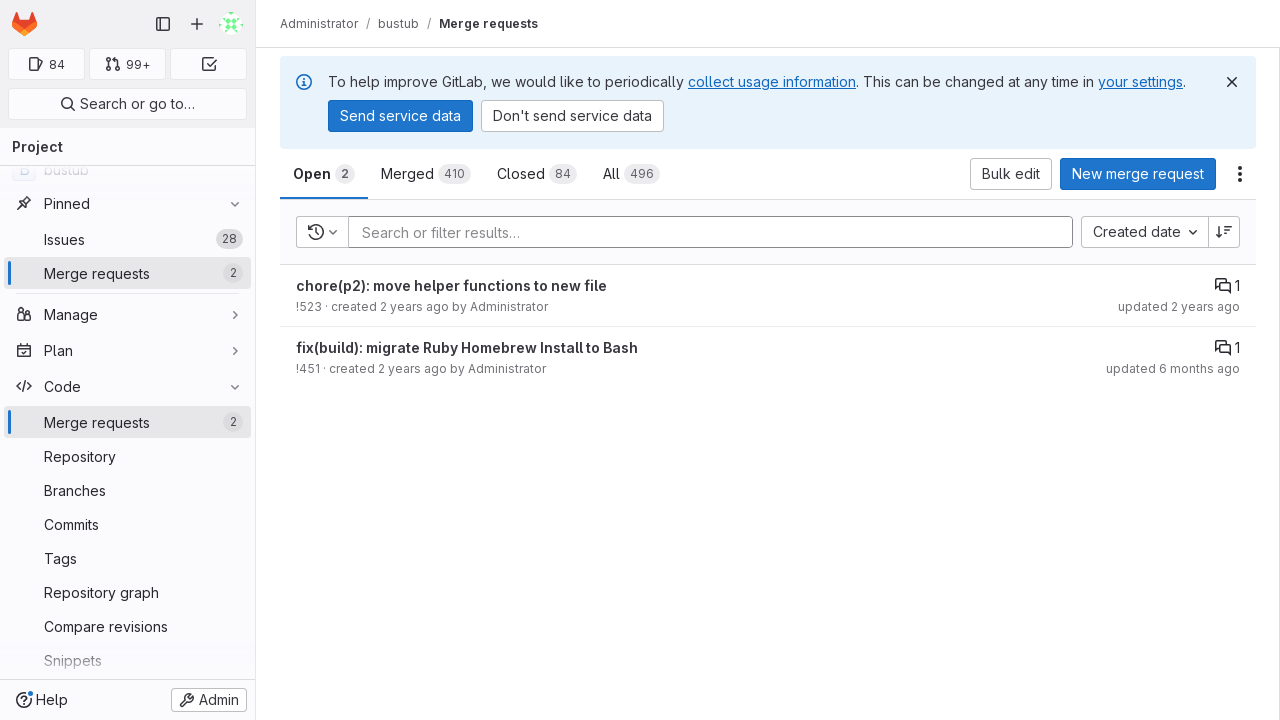 Administrator / bustub / Merge requests
84
99+
Search or go to…
Project
bustub
Pinned
Issues 28
Merge requests 2
Manage
Plan
Code
Merge requests 2
Repository
Branches
Commits
Tags
Repository graph
Compare revisions
Snippets
Help
Admin
To help improve GitLab, we would like to periodically collect usage information. This can be changed at any time in your settings.
Send service data
Don't send service data
Open 2 Merged 410 Closed 84 All 496
Bulk edit
New merge request
Search or filter results…
Created date
chore(p2): move helper functions to new file
1
!523 · created 2 years ago by Administrator
updated 2 years ago
fix(build): migrate Ruby Homebrew Install to Bash
1
!451 · created 2 years ago by Administrator
updated 6 months ago